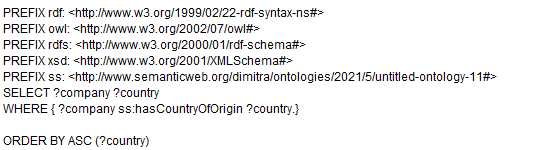 PREFIX rdf: <http://www.w3.org/1999/02/22-rdf-syntax-ns#>
PREFIX owl: <http://www.w3.org/2002/07/owl#>
PREFIX rdfs: <http://www.w3.org/2000/01/rdf-schema#>
PREFIX xsd: <http://www.w3.org/2001/XMLSchema#>
PREFIX ss: <http://www.semanticweb.org/dimitra/ontologies/2021/5/untitled-ontology-11#>
SELECT ?company ?country
WHERE { ?company ss:hasCountryOfOrigin ?country.}
ORDER BY ASC (?country)